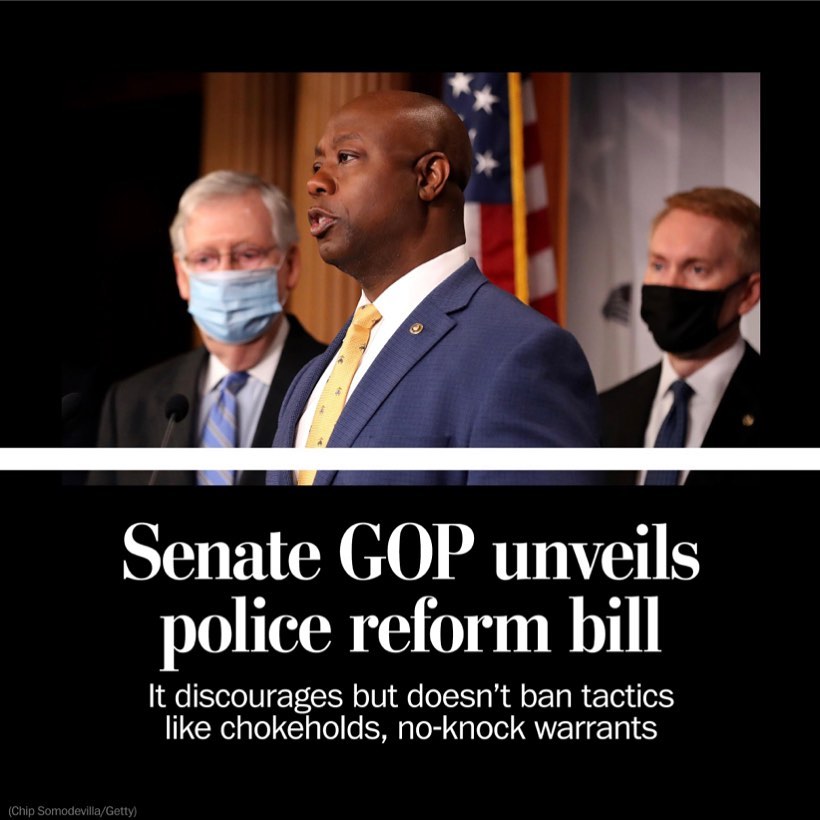 Senate GOP unveils
police reform bill
It discourages but doesn’t ban tactics
like chokeholds, no-knock warrants
(Chip Somodevilla/Getty)